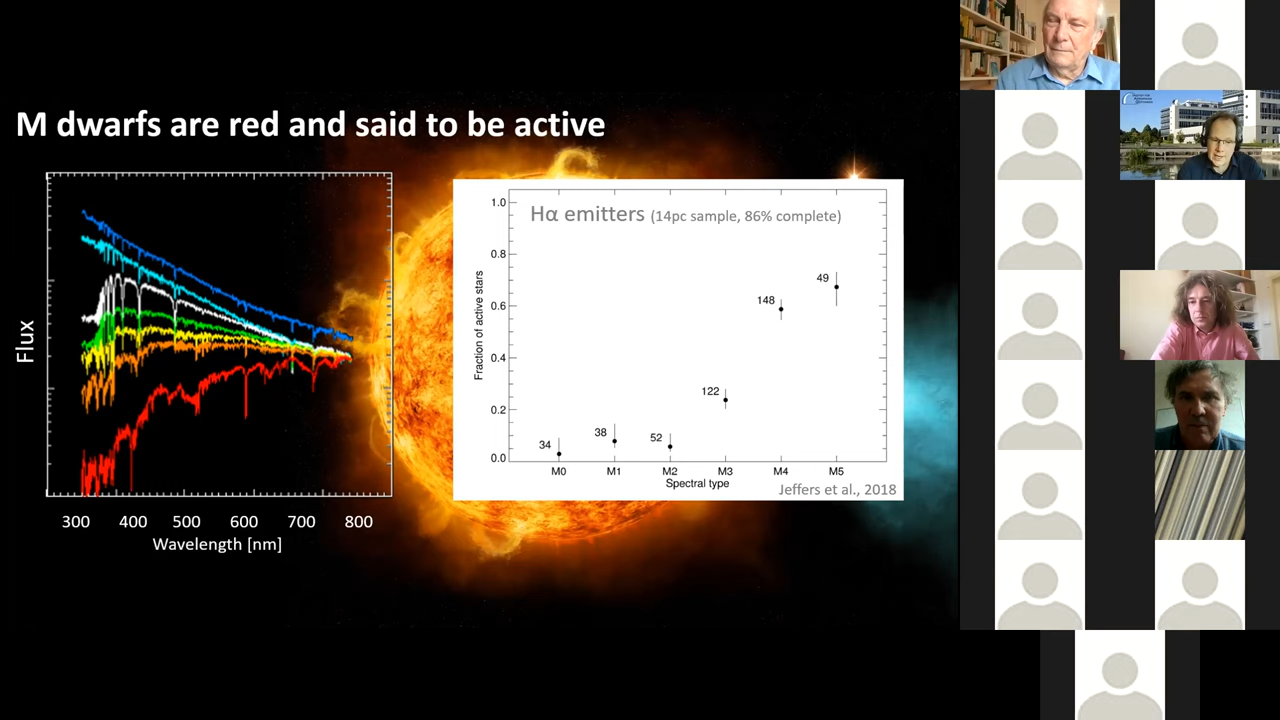 M dwarfs are red and said to be active
Flux
300 400 500 600 700 800
Wavelength [nm]
Hα emitters (14pc sample, 86% complete)
Fraction of active stars
1.0
0.8
0.6
0.4
0.2
0.0
34
38
52
122
148
49
M0 M1 M2 M3 M4 M5
Spectral type
Jeffers et al., 2018